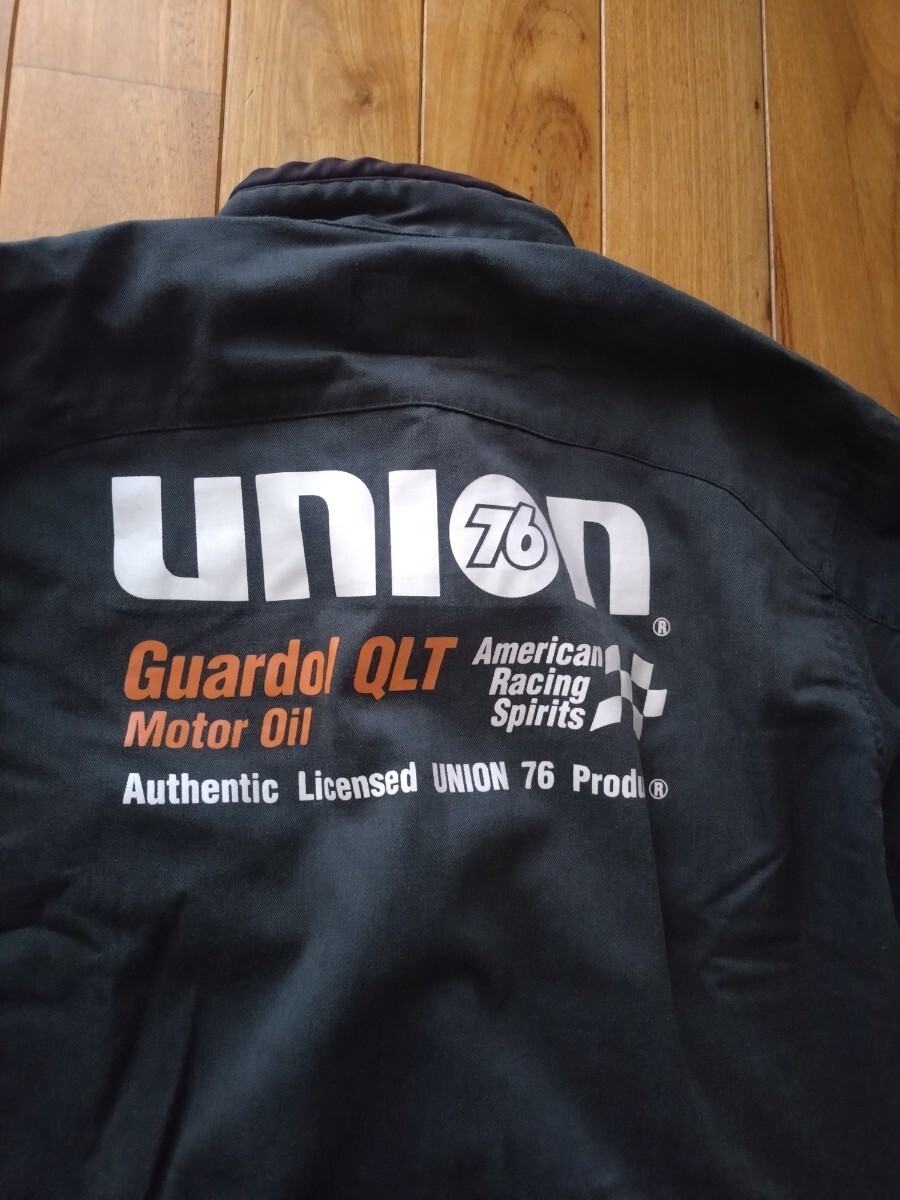 UNION
76
®
Guardol QLT
Motor Oil
American
Racing
Spirits
Authentic Licensed UNION 76 Produ®